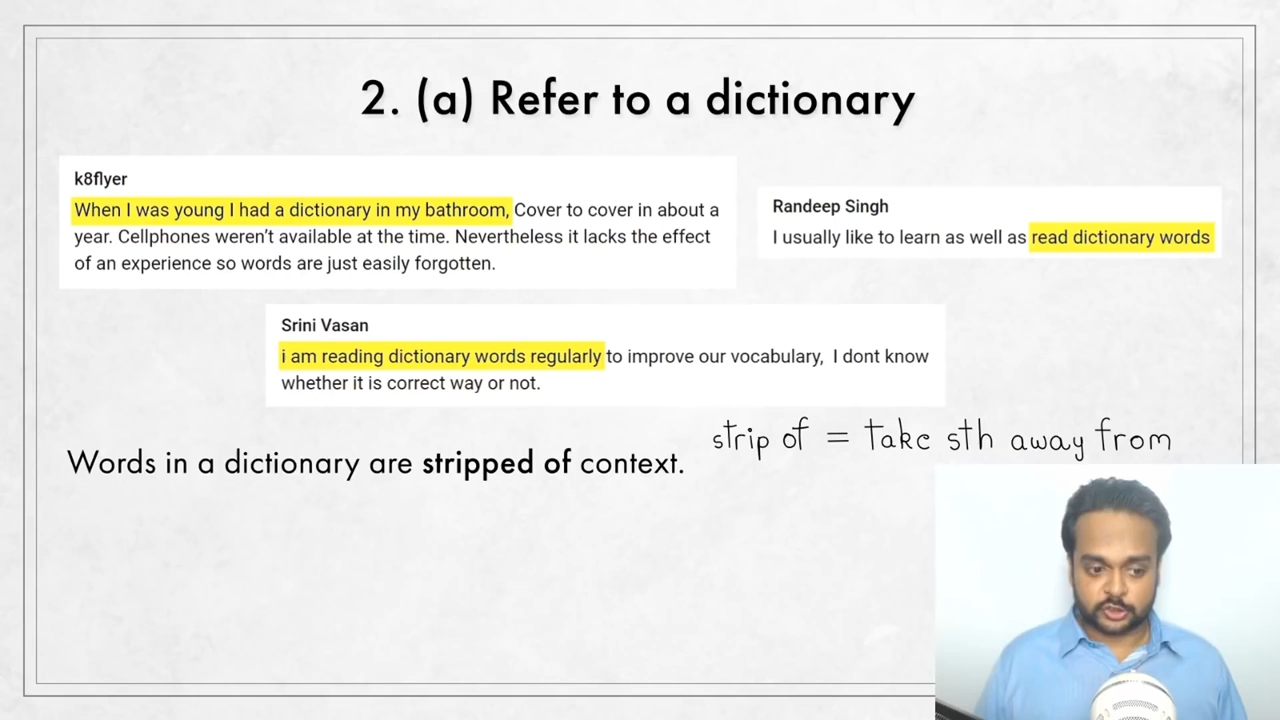 2. (a) Refer to a dictionary
k8flyer
When I was young I had a dictionary in my bathroom, Cover to cover in about a
year. Cellphones weren't available at the time. Nevertheless it lacks the effect
of an experience so words are just easily forgotten.
Randeep Singh
I usually like to learn as well as read dictionary words
Srini Vasan
i am reading dictionary words regularly to improve our vocabulary, I dont know
whether it is correct way or not.
strip of = take sth away from
Words in a dictionary are stripped of context.